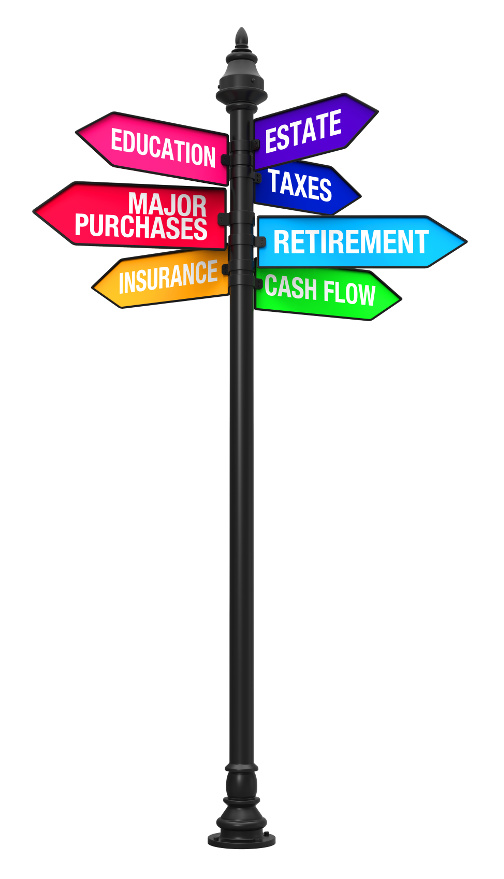 EDUCATION
MAJOR
PURCHASES
INSURANCE
ESTATE
TAXES
RETIREMENT
CASH FLOW